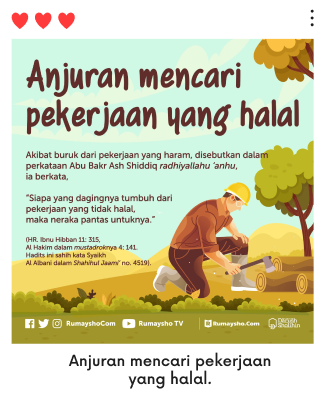 Anjuran mencari
pekerjaan yang halal
Akibat buruk dari pekerjaan yang haram, disebutkan dalam
perkataan Abu Bakr Ash Shiddiq radhiyallahu 'anhu,
ia berkata,
"Siapa yang dagingnya tumbuh dari
pekerjaan yang tidak halal,
maka neraka pantas untuknya."
(HR. Ibnu Hibban 11: 315,
Al Hakim dalam mustadroknya 4: 141.
Hadits ini sahih kata Syaikh
Al Albani dalam Shahihul Jaami' no. 4519).
RumayshoCom Rumaysho TV Rumaysho.Com
Anjuran mencari pekerjaan
yang halal.